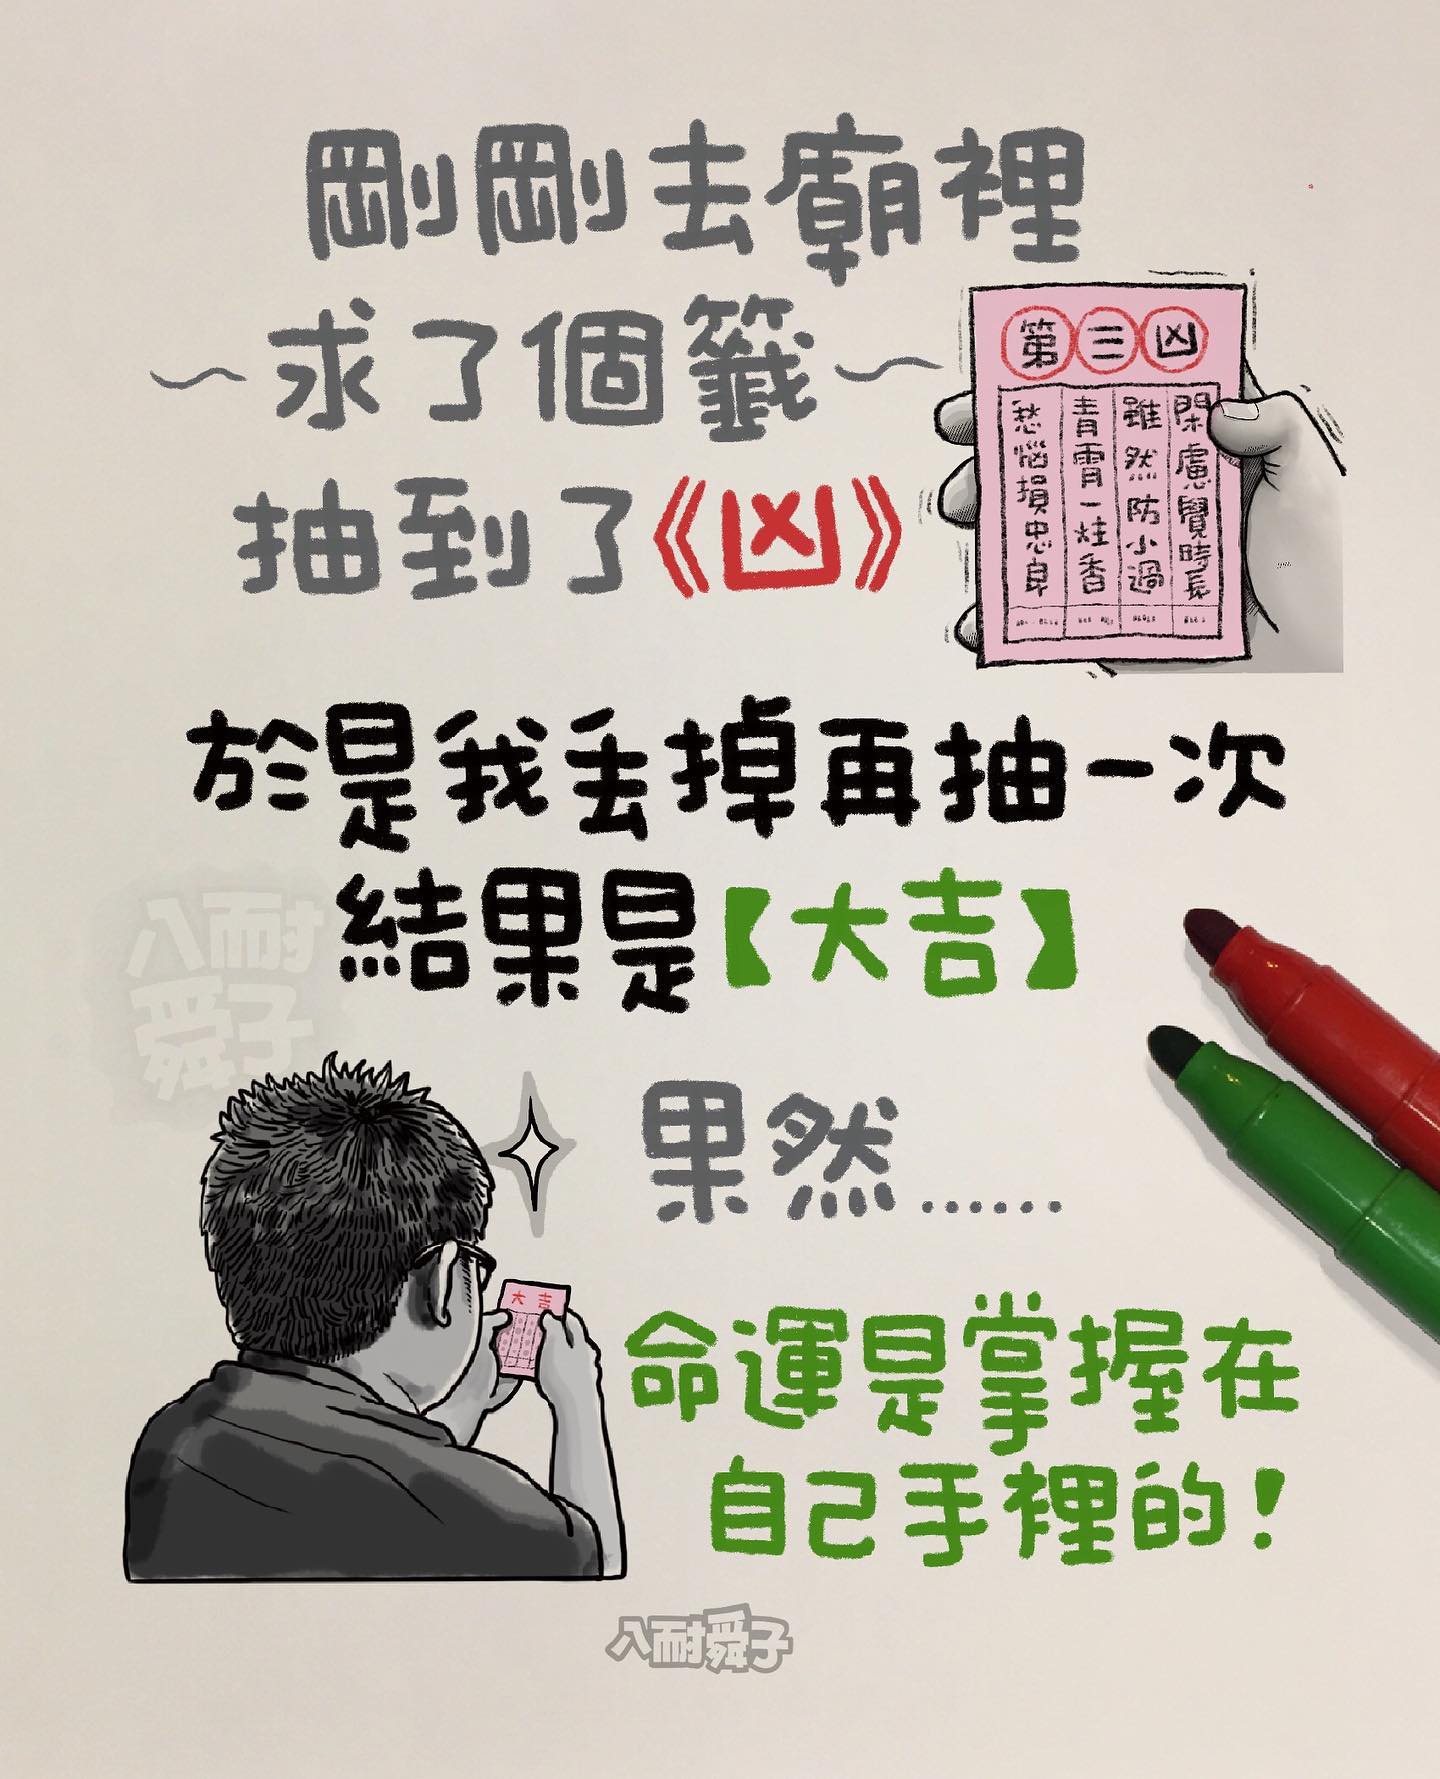 剛剛去廟裡
~求了個籤~
抽到了《凶》
第三凶
閑慮覺時長
雖然防小過
青霄一炷香
愁惱損忠良
於是我丟掉再抽一次
結果是【大吉】
八耐
舜子
果然......
大吉
命運是掌握在
自己手裡的!
八耐舜子